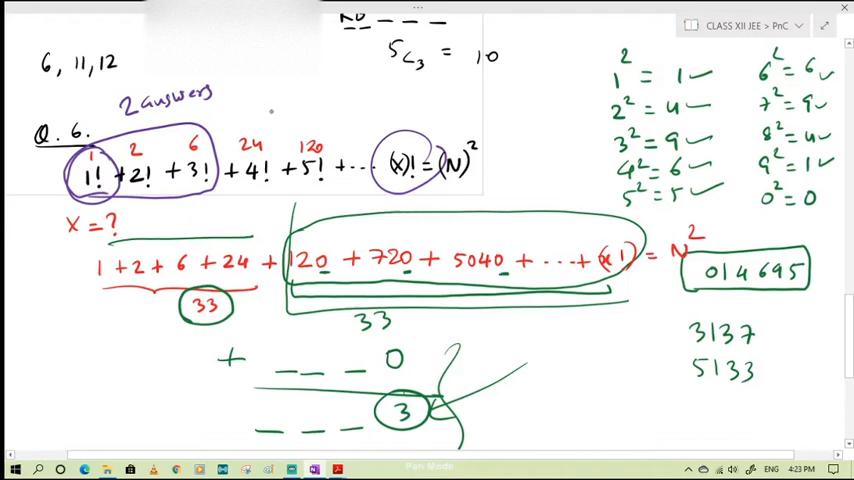 CLASS XII JEE > PnC
6, 11, 12
⁵C₃ = 10
2 answers
Q. 6.
1 2 6 24 120
1! + 2! + 3! + 4! + 5! + ... (x)! = (N)²
x = ?
1 + 2 + 6 + 24 + 120 + 720 + 5040 + ... + (x!) = N²
33
33
+ _ _ _ 0
_ _ _ 3
1² = 1 ✓
2² = 4 ✓
3² = 9 ✓
4² = 6 ✓
5² = 5 ✓
6² = 6 ✓
7² = 9 ✓
8² = 4 ✓
9² = 1 ✓
0² = 0
014695
3137
5133
Pan Mode
ENG 4:23 PM